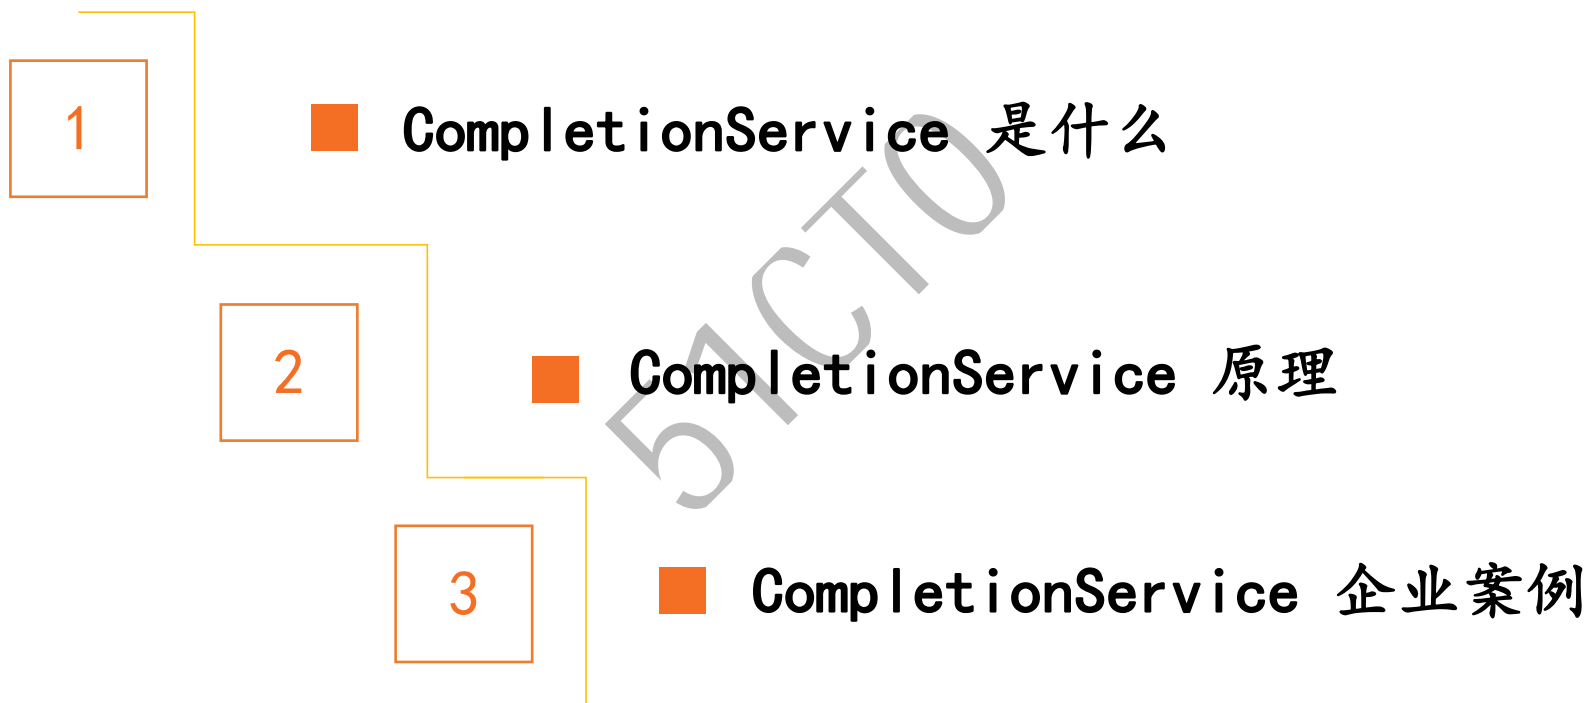 1
CompletionService 是什么
2
CompletionService 原理
3
CompletionService 企业案例
51CTO